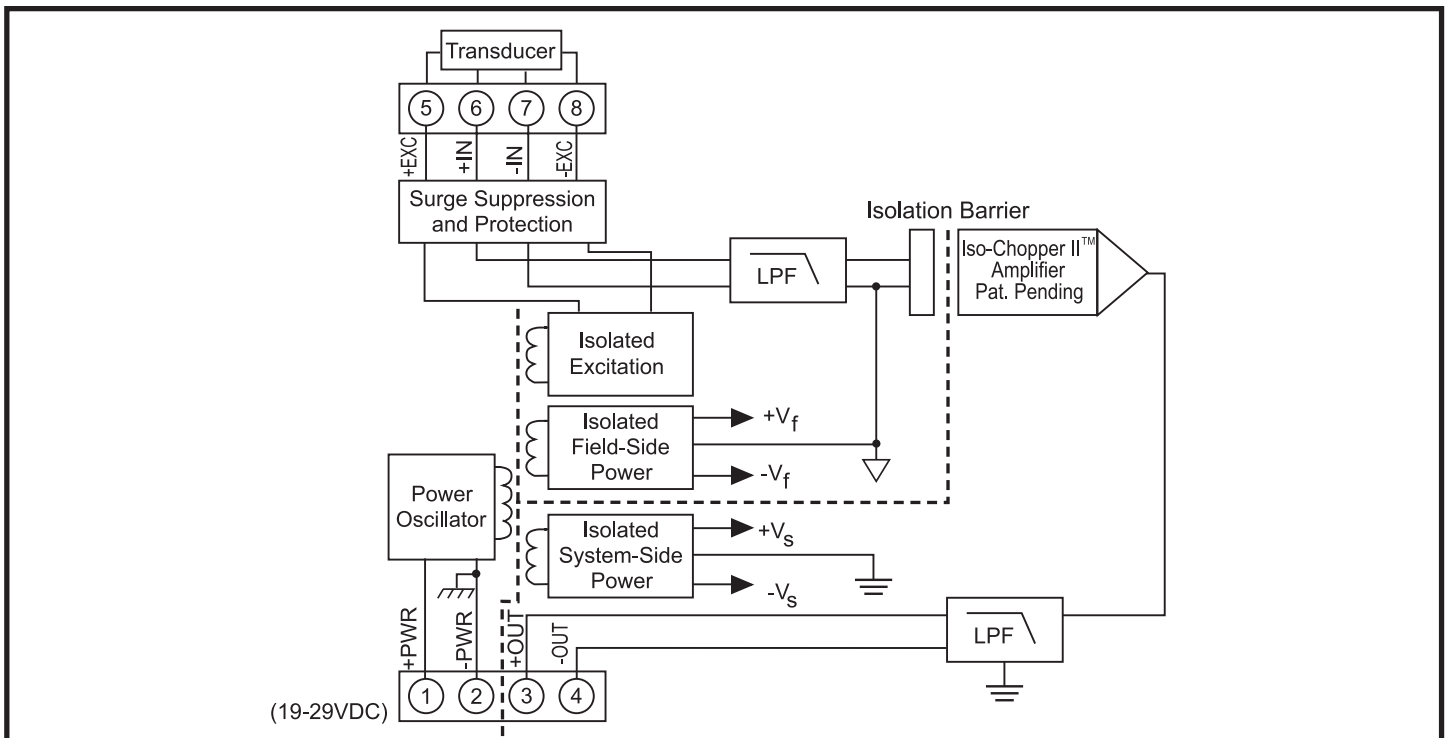 Transducer
5 6 7 8
+EXC
+IN
-IN
-EXC
Surge Suppression
and Protection
Isolation Barrier
LPF
Iso-Chopper II™
Amplifier
Pat. Pending
Isolated
Excitation
Isolated
Field-Side
Power
+Vf
-Vf
Power
Oscillator
Isolated
System-Side
Power
+Vs
-Vs
+PWR
-PWR
+OUT
-OUT
LPF
(19-29VDC)
1 2 3 4